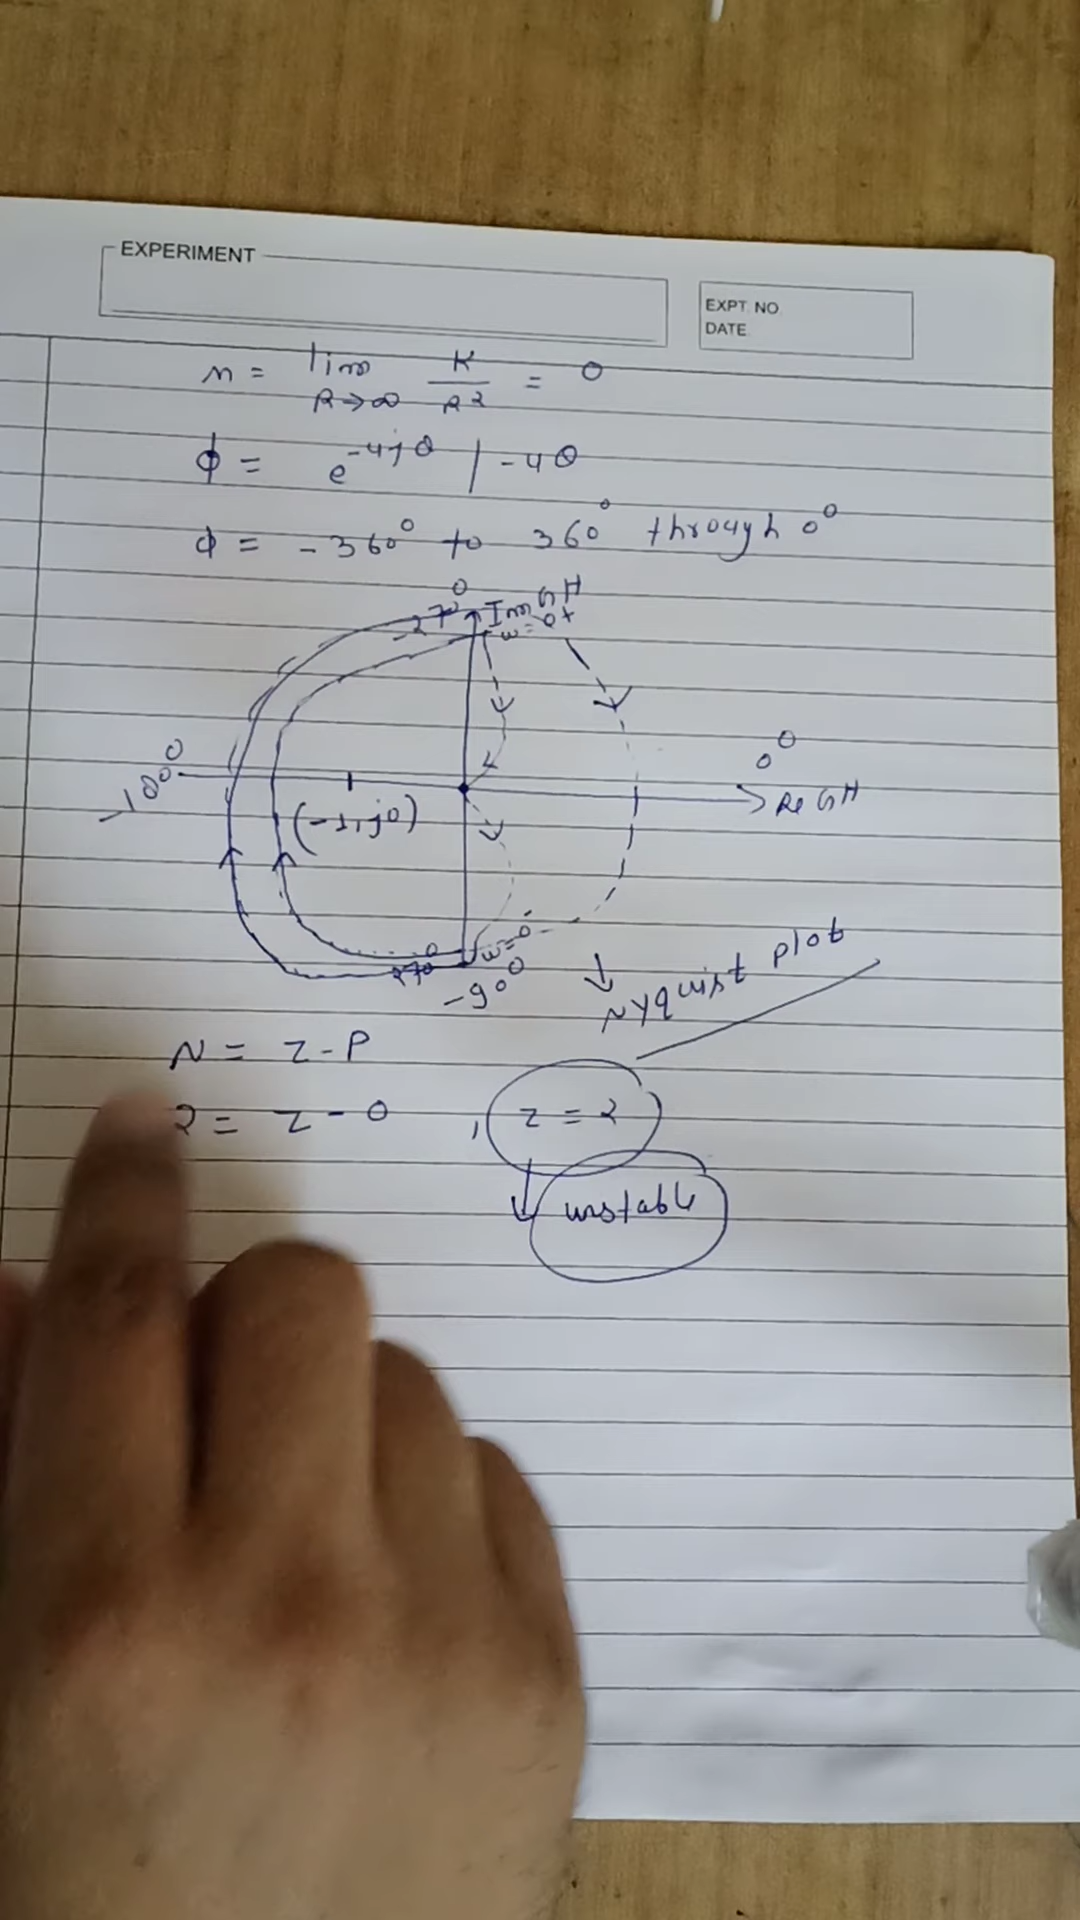 EXPERIMENT
EXPT. NO.
DATE
m = lim R→∞ K/R² = 0
ϕ = e^-4jθ |-4θ
ϕ = -360° to 360° through 0°
-270° Im GH
ω=0+
-180°
0°
(-1,j0)
Re GH
270° ω=0-
-90°
Nyquist plot
N = Z-P
2 = Z-0 , Z = 2
unstable